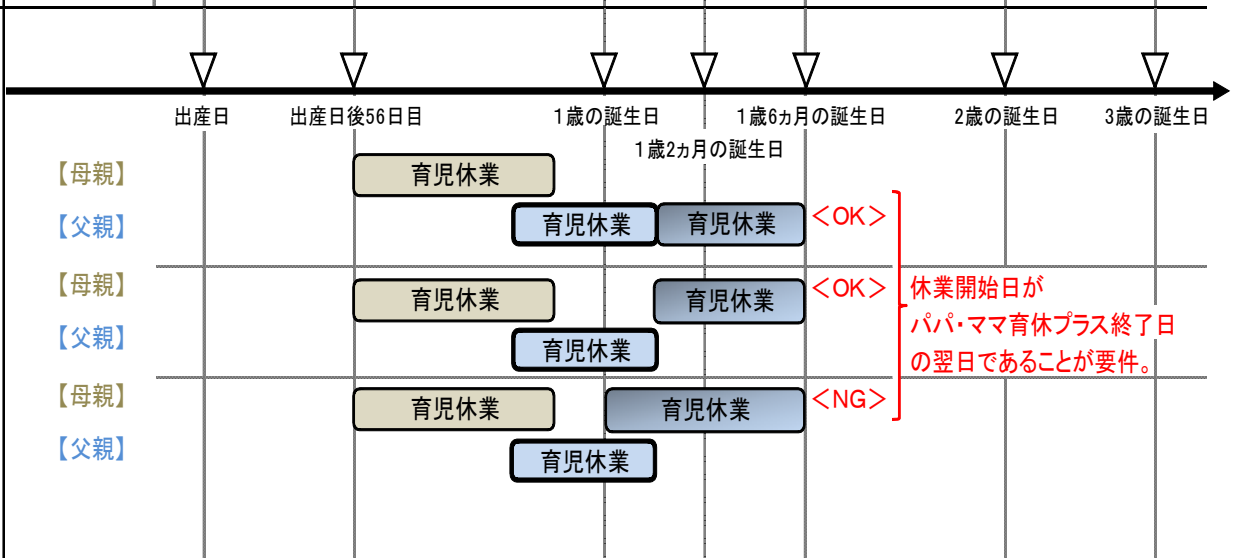 出産日
出産日後56日目
1歳の誕生日
1歳6ヵ月の誕生日
2歳の誕生日
3歳の誕生日
1歳2ヵ月の誕生日
【母親】
育児休業
【父親】
育児休業
育児休業
<OK>
【母親】
育児休業
育児休業
<OK>
【父親】
育児休業
休業開始日が
パパ・ママ育休プラス終了日
の翌日であることが要件。
【母親】
育児休業
育児休業
<NG>
【父親】
育児休業